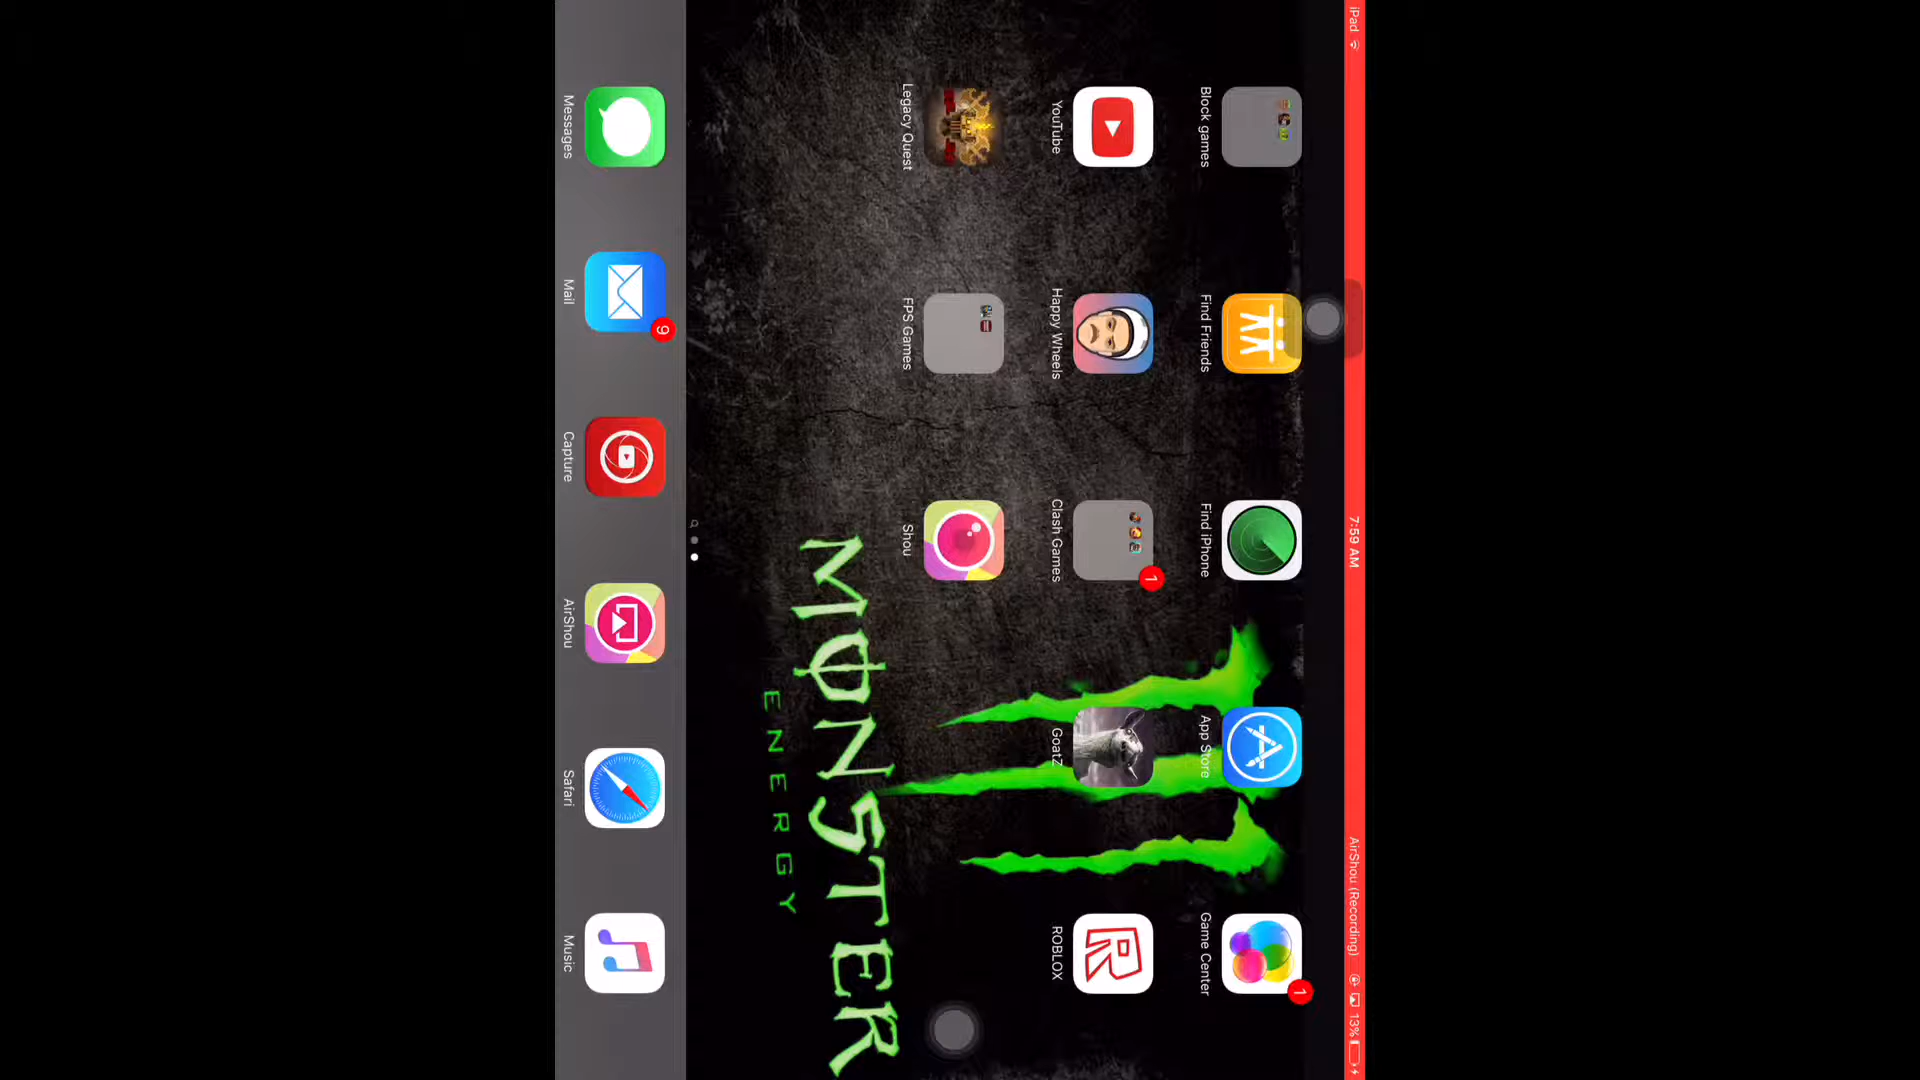 iPad 7:59 AM AirShou (Recording) 13%
Block games Find Friends Find iPhone App Store Game Center
1
YouTube Happy Wheels Clash Games GoatZ ROBLOX
1
Legacy Quest FPS Games Shou
MONSTER
ENERGY
9
Messages Mail Capture AirShou Safari Music